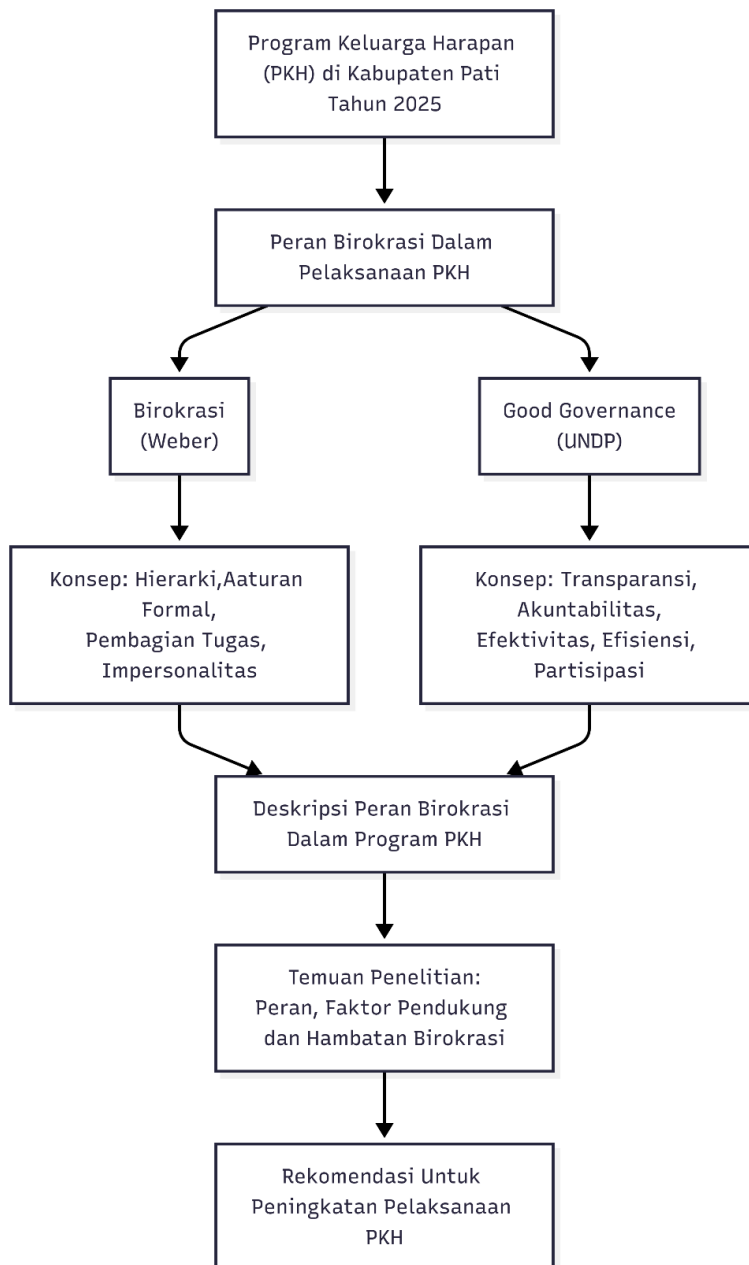 Program Keluarga Harapan
(PKH) di Kabupaten Pati
Tahun 2025
Peran Birokrasi Dalam
Pelaksanaan PKH
Birokrasi
(Weber)
Good Governance
(UNDP)
Konsep: Hierarki,Aaturan
Formal,
Pembagian Tugas,
Impersonalitas
Konsep: Transparansi,
Akuntabilitas,
Efektivitas, Efisiensi,
Partisipasi
Deskripsi Peran Birokrasi
Dalam Program PKH
Temuan Penelitian:
Peran, Faktor Pendukung
dan Hambatan Birokrasi
Rekomendasi Untuk
Peningkatan Pelaksanaan
PKH